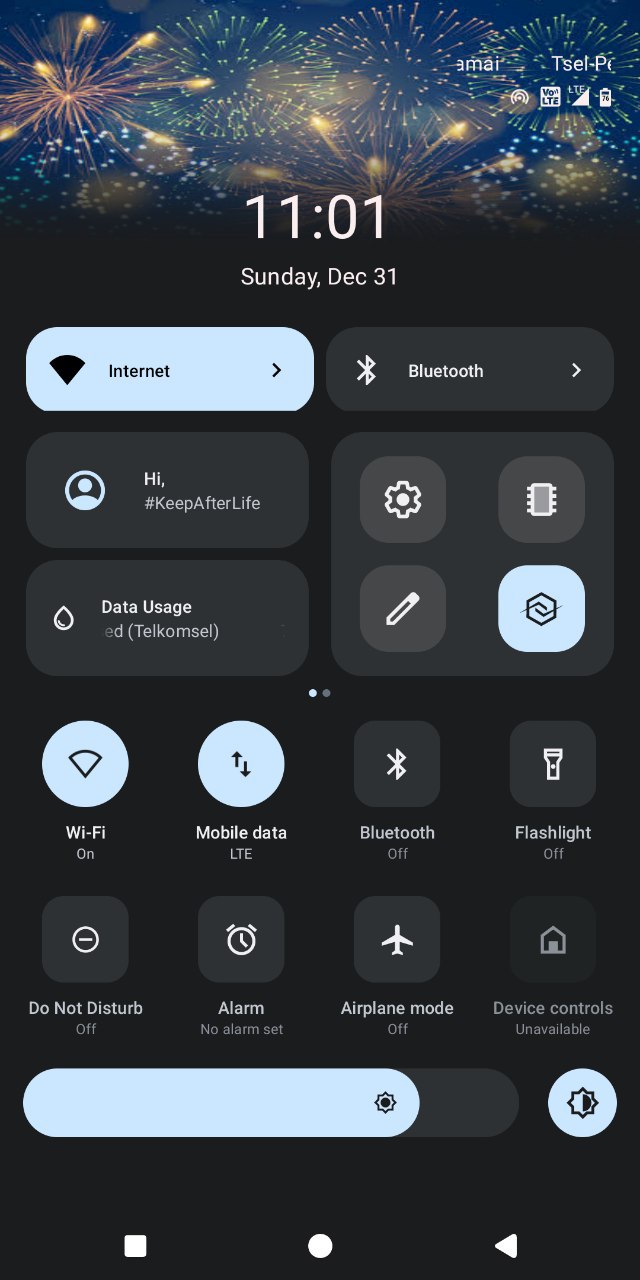 Tsel-Pe
Vo LTE
LTE
76
11:01
Sunday, Dec 31
Internet
Bluetooth
Hi,
#KeepAfterLife
Data Usage
ed (Telkomsel)
Wi-Fi
On
Mobile data
LTE
Bluetooth
Off
Flashlight
Off
Do Not Disturb
Off
Alarm
No alarm set
Airplane mode
Off
Device controls
Unavailable